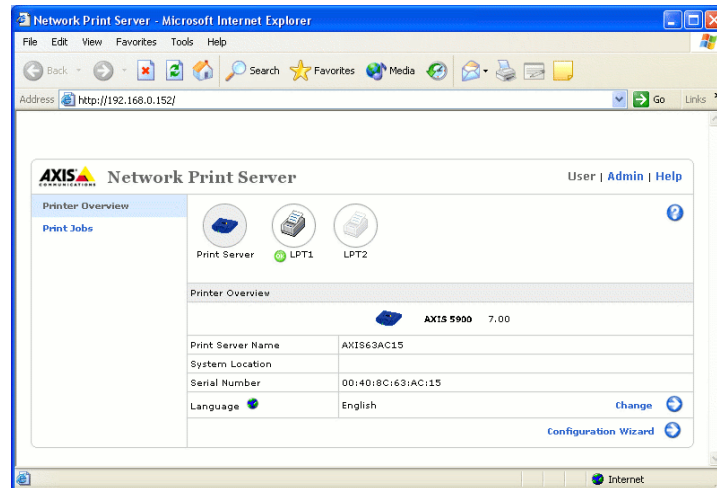 Network Print Server - Microsoft Internet Explorer
File Edit View Favorites Tools Help
Back Search Favorites Media
Address http://192.168.0.152/ Go Links
AXIS COMMUNICATIONS Network Print Server User | Admin | Help
Printer Overview
Print Jobs
Print Server OK LPT1 LPT2
Printer Overview
AXIS 5900 7.00
Print Server Name AXIS63AC15
System Location
Serial Number 00:40:8C:63:AC:15
Language English Change
Configuration Wizard
Internet